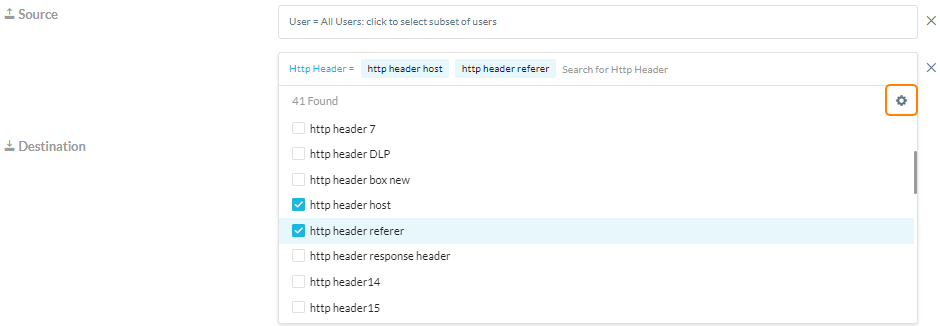 Source
User = All Users: click to select subset of users
Http Header = http header host http header referer Search for Http Header
41 Found
http header 7
http header DLP
Destination
http header box new
http header host
http header referer
http header response header
http header14
http header15